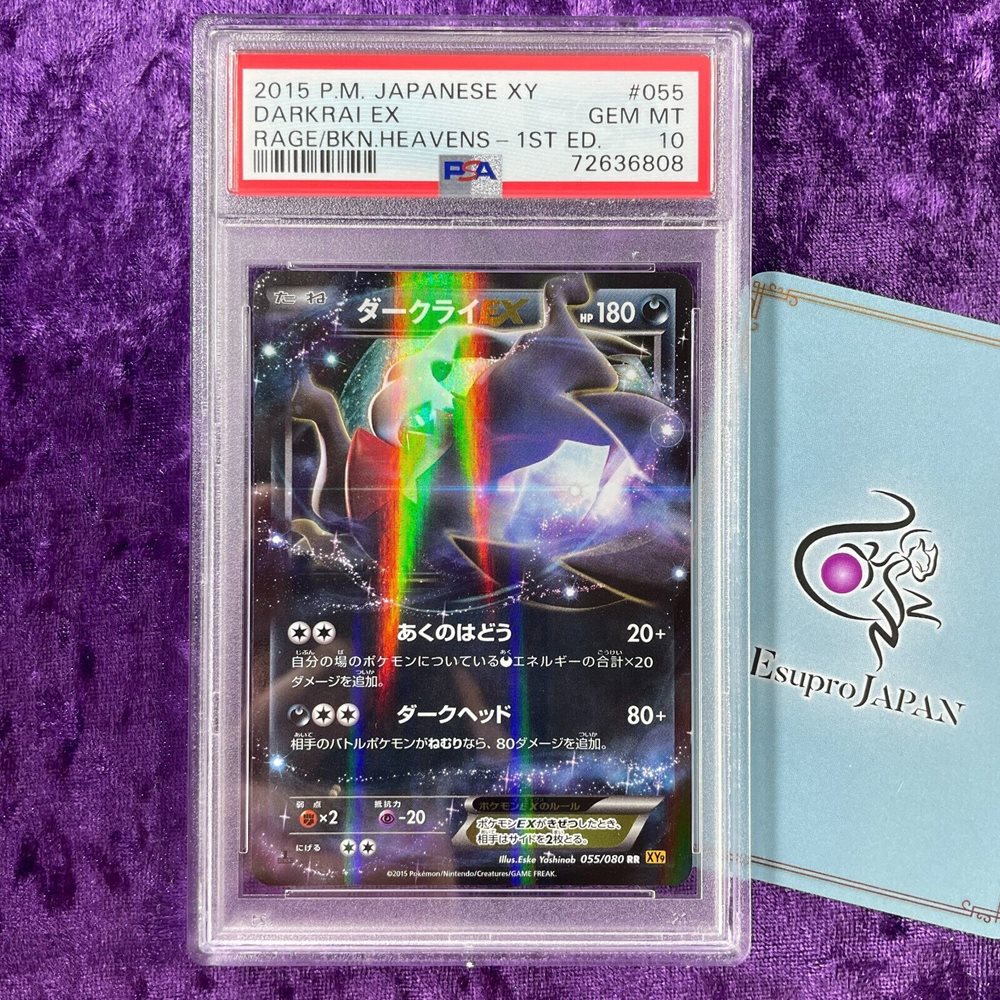 2015 P.M. JAPANESE XY #055
DARKRAI EX GEM MT
RAGE/BKN.HEAVENS - 1ST ED. 10
PSA 72636808
たね ダークライEX HP180
あくのはどう 20+
自分の場のポケモンについているエネルギーの合計×20
ダメージを追加。
ダークヘッド 80+
相手のバトルポケモンがねむりなら、80ダメージを追加。
弱点 抵抗力 ポケモンEXのルール
×2 -20 ポケモンEXがきぜつしたとき、
相手はサイドを2枚とる。
にげる
Illus.Eske Yoshinob 055/080 RR XY9
©2015 Pokémon/Nintendo/Creatures/GAME FREAK.
EsuproJAPAN